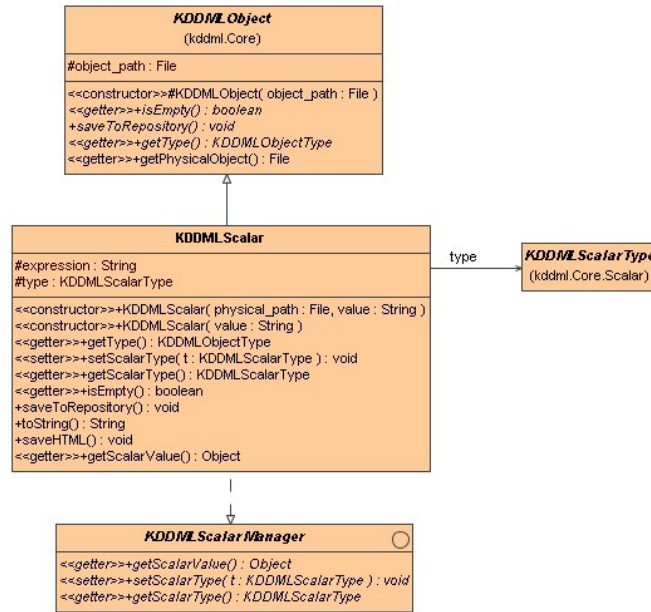 KDDMLObject
(kddml.Core)
#object_path : File
<<constructor>>#KDDMLObject( object_path : File )
<<getter>>+isEmpty() : boolean
+saveToRepository() : void
<<getter>>+getType() : KDDMLObjectType
<<getter>>+getPhysicalObject() : File
KDDMLScalar
#expression : String
#type : KDDMLScalarType
<<constructor>>+KDDMLScalar( physical_path : File, value : String )
<<constructor>>+KDDMLScalar( value : String )
<<getter>>+getType() : KDDMLObjectType
<<setter>>+setScalarType( t : KDDMLScalarType ) : void
<<getter>>+getScalarType() : KDDMLScalarType
<<getter>>+isEmpty() : boolean
+saveToRepository() : void
+toString() : String
+saveHTML() : void
<<getter>>+getScalarValue() : Object
type
KDDMLScalarType
(kddml.Core.Scalar)
KDDMLScalarManager
<<getter>>+getScalarValue() : Object
<<setter>>+setScalarType( t : KDDMLScalarType ) : void
<<getter>>+getScalarType() : KDDMLScalarType